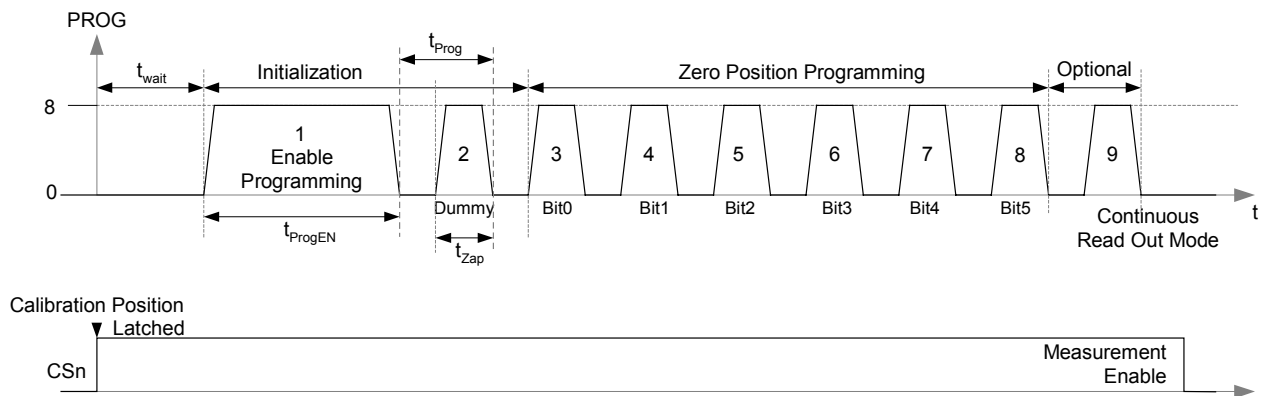 PROG
t_Prog
t_wait
Initialization
Zero Position Programming
Optional
8
1
Enable
Programming
2
3
4
5
6
7
8
9
0
Dummy
Bit0
Bit1
Bit2
Bit3
Bit4
Bit5
t
t_ProgEN
t_Zap
Continuous
Read Out Mode
Calibration Position
Latched
CSn
Measurement
Enable